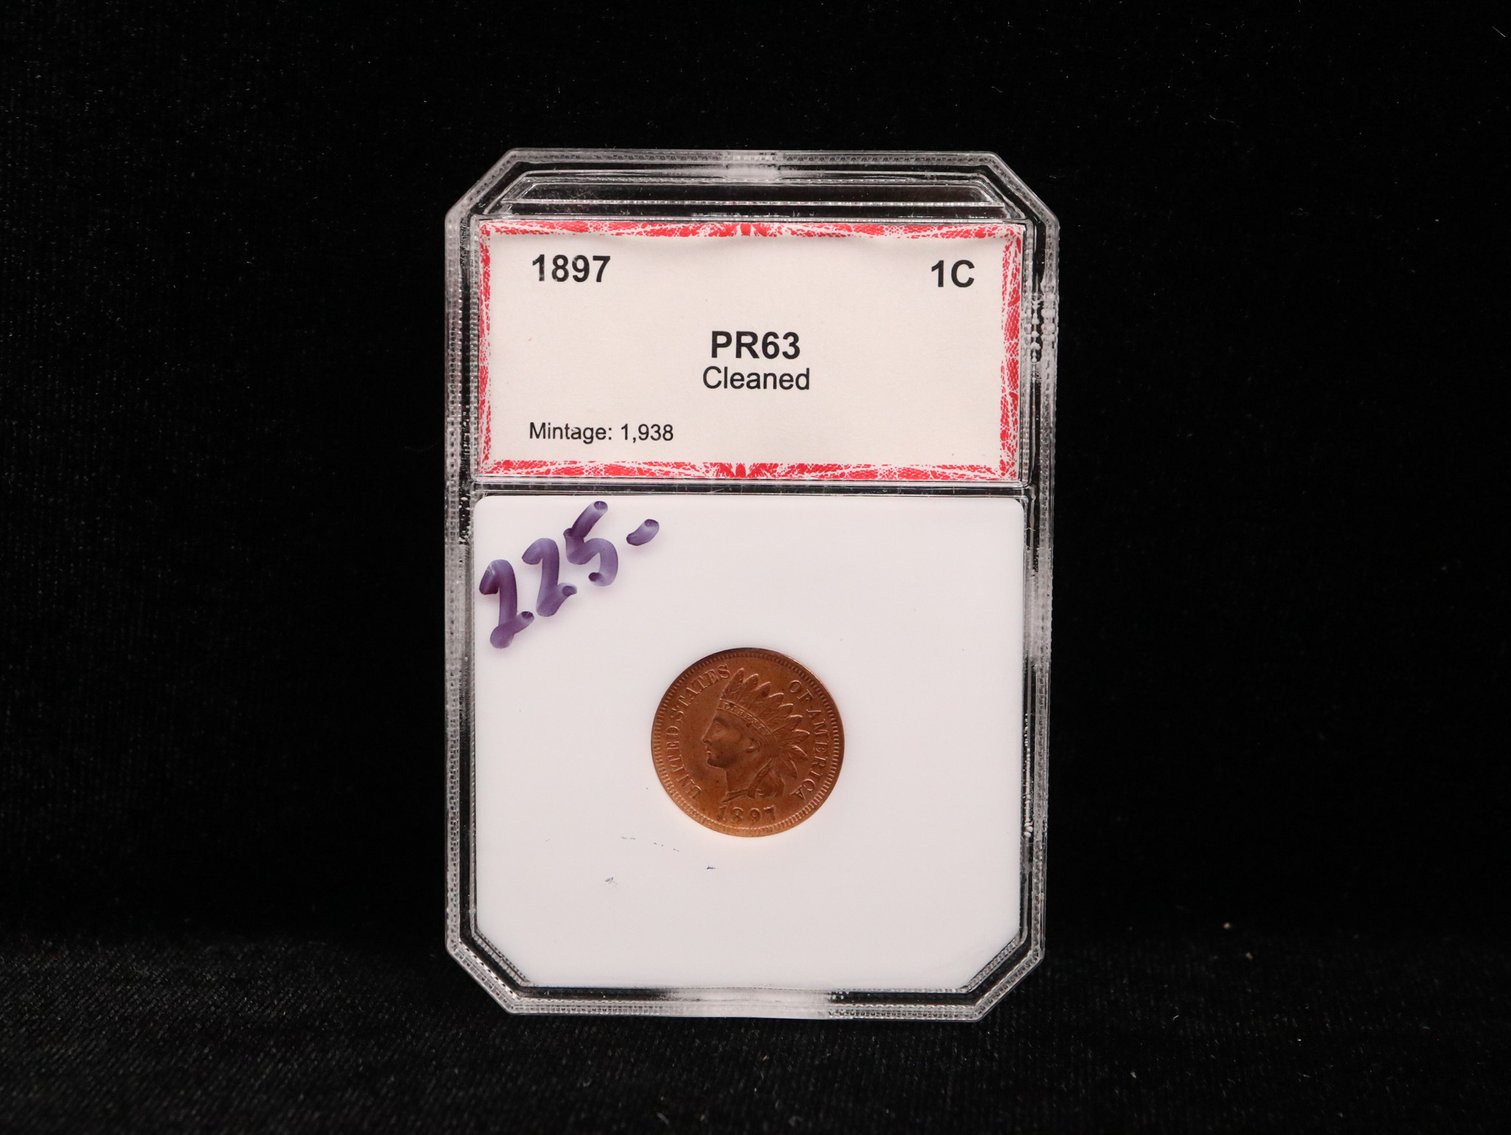 1897 1C
PR63
Cleaned
Mintage: 1,938
225-
UNITED STATES OF AMERICA
1897